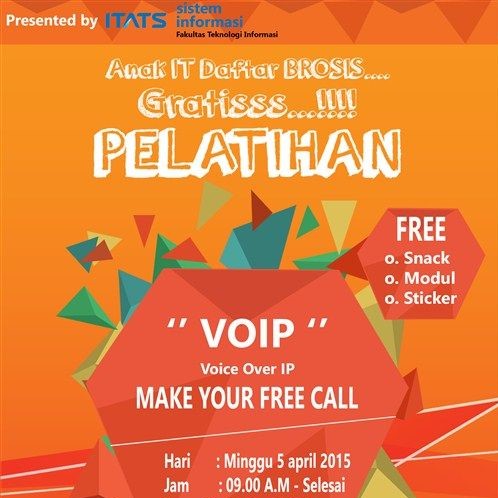 Presented by ITATS sistem informasi
Fakultas Teknologi Informasi
Anak IT Daftar BROSIS....
Gratisss...!!!!
PELATIHAN
FREE
o. Snack
o. Modul
o. Sticker
" VOIP "
Voice Over IP
MAKE YOUR FREE CALL
Hari : Minggu 5 april 2015
Jam : 09.00 A.M - Selesai